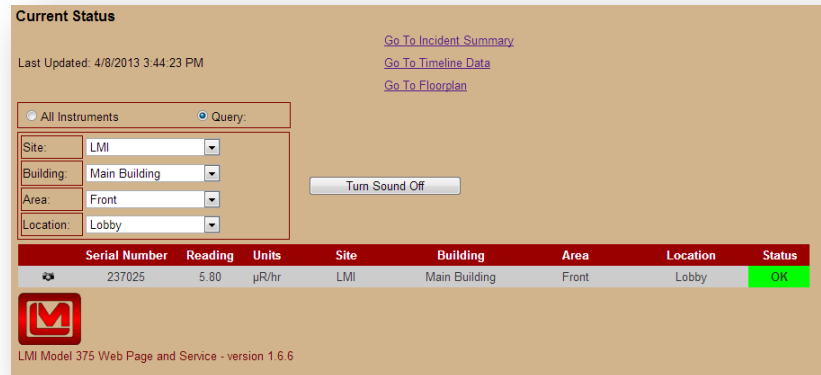 Current Status
Go To Incident Summary
Last Updated: 4/8/2013 3:44:23 PM
Go To Timeline Data
Go To Floorplan
All Instruments Query:
Site: LMI
Building: Main Building
Turn Sound Off
Area: Front
Location: Lobby
Serial Number Reading Units Site Building Area Location Status
237025 5.80 µR/hr LMI Main Building Front Lobby OK
LMI
LMI Model 375 Web Page and Service - version 1.6.6